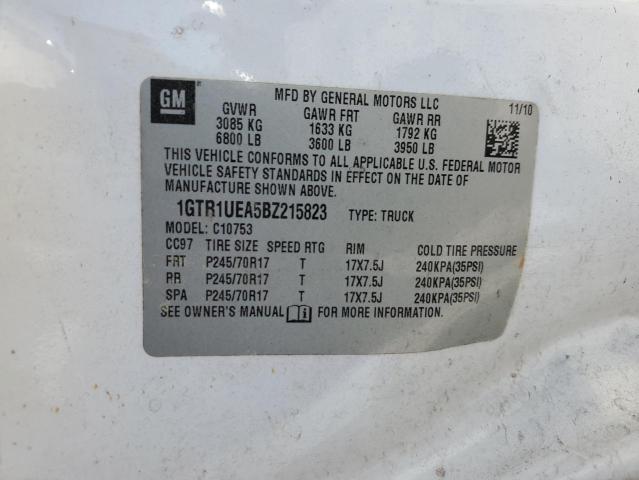 GM
MFD BY GENERAL MOTORS LLC
11/10
GVWR GAWR FRT GAWR RR
3085 KG 1633 KG 1792 KG
6800 LB 3600 LB 3950 LB
THIS VEHICLE CONFORMS TO ALL APPLICABLE U.S. FEDERAL MOTOR
VEHICLE SAFETY STANDARDS IN EFFECT ON THE DATE OF
MANUFACTURE SHOWN ABOVE.
1GTR1UEA5BZ215823 TYPE: TRUCK
MODEL: C10753
CC97 TIRE SIZE SPEED RTG RIM COLD TIRE PRESSURE
FRT P245/70R17 T 17X7.5J 240KPA(35PSI)
RR P245/70R17 T 17X7.5J 240KPA(35PSI)
SPA P245/70R17 T 17X7.5J 240KPA(35PSI)
SEE OWNER'S MANUAL FOR MORE INFORMATION.